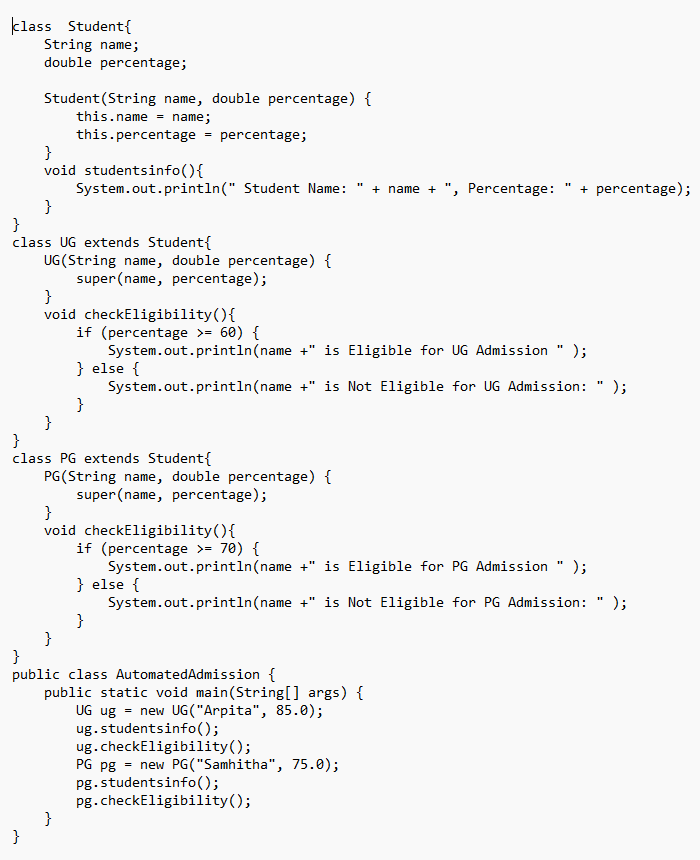 class  Student{
    String name;
    double percentage;

    Student(String name, double percentage) {
        this.name = name;
        this.percentage = percentage;
    }
    void studentsinfo(){
        System.out.println(" Student Name: " + name + ", Percentage: " + percentage);
    }
}
class UG extends Student{
    UG(String name, double percentage) {
        super(name, percentage);
    }
    void checkEligibility(){
        if (percentage >= 60) {
            System.out.println(name +" is Eligible for UG Admission " );
        } else {
            System.out.println(name +" is Not Eligible for UG Admission: " );
        }
    }
}
class PG extends Student{
    PG(String name, double percentage) {
        super(name, percentage);
    }
    void checkEligibility(){
        if (percentage >= 70) {
            System.out.println(name +" is Eligible for PG Admission " );
        } else {
            System.out.println(name +" is Not Eligible for PG Admission: " );
        }
    }
}
public class AutomatedAdmission {
    public static void main(String[] args) {
        UG ug = new UG("Arpita", 85.0);
        ug.studentsinfo();
        ug.checkEligibility();
        PG pg = new PG("Samhitha", 75.0);
        pg.studentsinfo();
        pg.checkEligibility();
    }
}